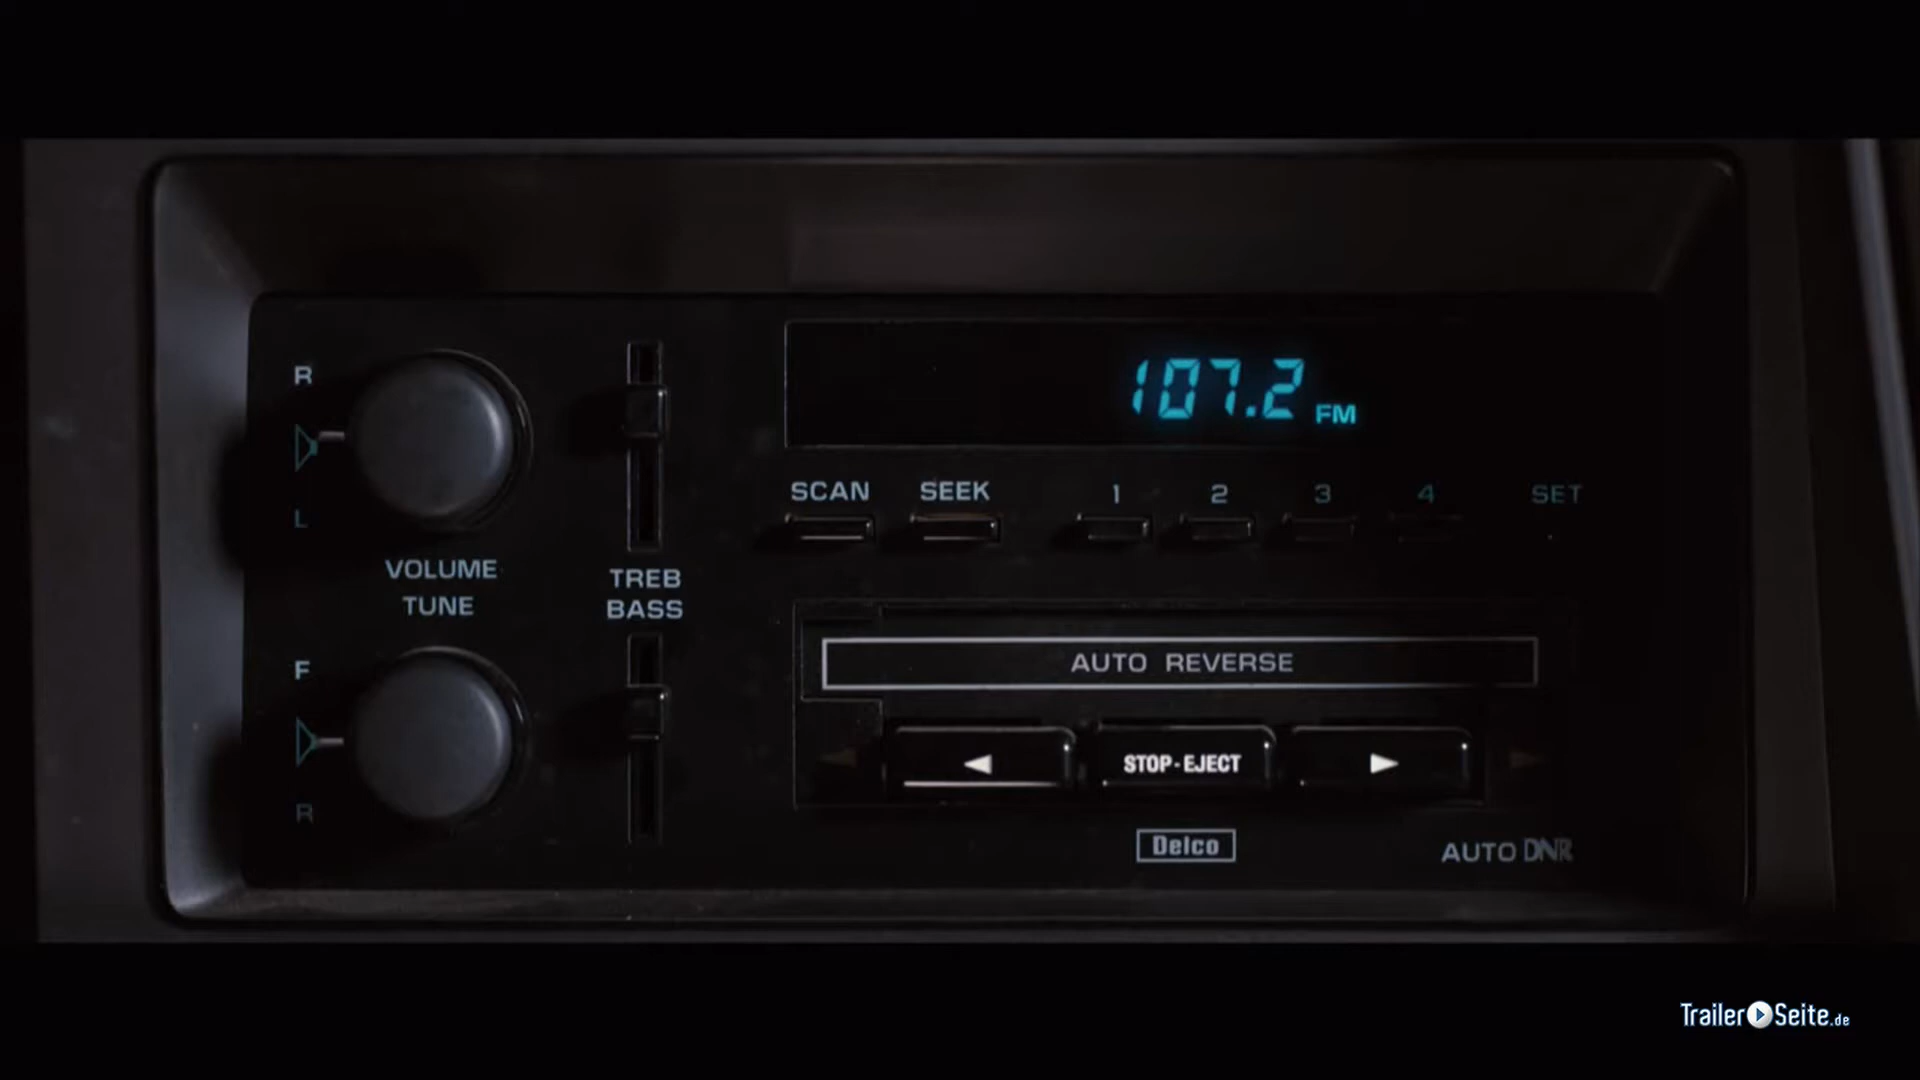 107.2 FM
R
L
VOLUME
TUNE
F
R
TREB
BASS
SCAN SEEK 1 2 3 4 SET
AUTO REVERSE
STOP-EJECT
Delco
AUTO DNR
TrailerSeite.de